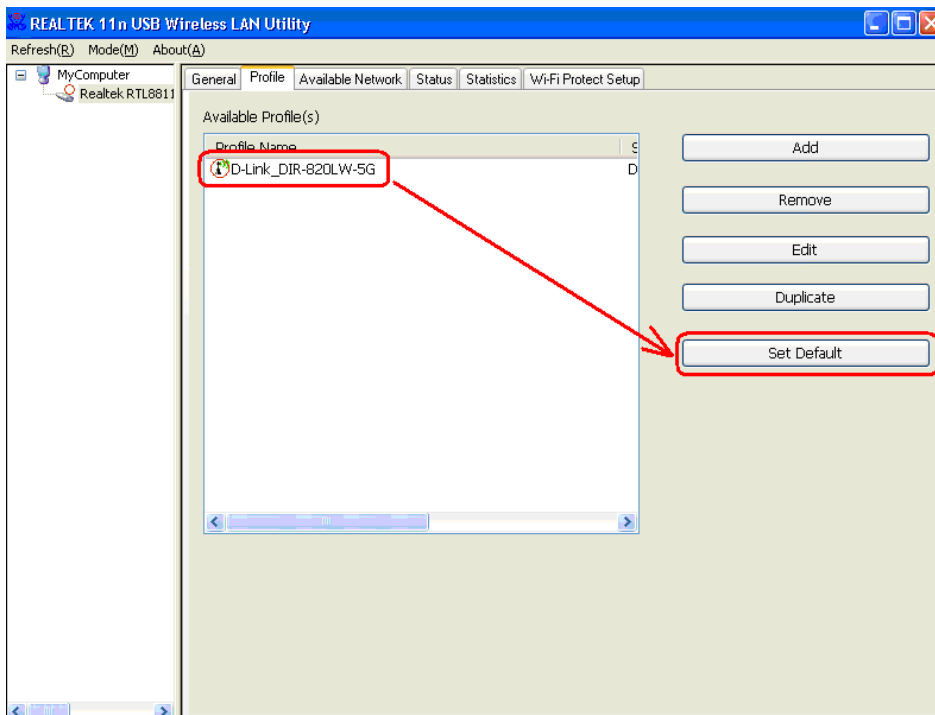 REALTEK 11n USB Wireless LAN Utility
Refresh(R) Mode(M) About(A)
MyComputer
Realtek RTL8811
General Profile Available Network Status Statistics Wi-Fi Protect Setup
Available Profile(s)
Profile Name S
D-Link_DIR-820LW-5G D
Add
Remove
Edit
Duplicate
Set Default